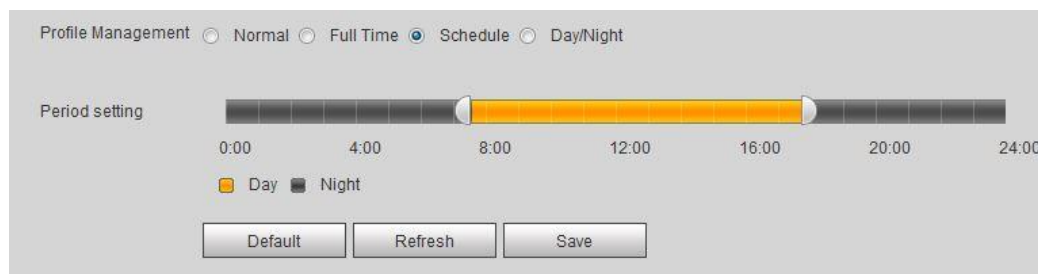 Profile Management Normal Full Time Schedule Day/Night
Period setting
0:00 4:00 8:00 12:00 16:00 20:00 24:00
Day Night
Default Refresh Save